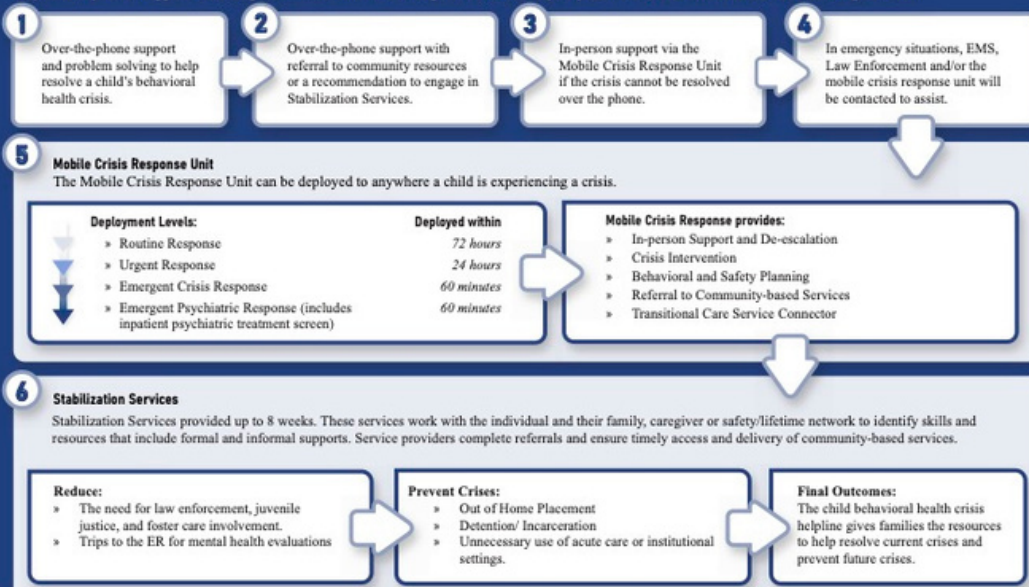 1
Over-the-phone support
and problem solving to help
resolve a child's behavioral
health crisis.
2
Over-the-phone support with
referral to community resources
or a recommendation to engage in
Stabilization Services.
3
In-person support via the
Mobile Crisis Response Unit
if the crisis cannot be resolved
over the phone.
4
In emergency situations, EMS,
Law Enforcement and/or the
mobile crisis response unit will
be contacted to assist.
5
Mobile Crisis Response Unit
The Mobile Crisis Response Unit can be deployed to anywhere a child is experiencing a crisis.
Deployment Levels: Deployed within
» Routine Response 72 hours
» Urgent Response 24 hours
» Emergent Crisis Response 60 minutes
» Emergent Psychiatric Response (includes 60 minutes
inpatient psychiatric treatment screen)
Mobile Crisis Response provides:
» In-person Support and De-escalation
» Crisis Intervention
» Behavioral and Safety Planning
» Referral to Community-based Services
» Transitional Care Service Connector
6
Stabilization Services
Stabilization Services provided up to 8 weeks. These services work with the individual and their family, caregiver or safety/lifetime network to identify skills and
resources that include formal and informal supports. Service providers complete referrals and ensure timely access and delivery of community-based services.
Reduce:
» The need for law enforcement, juvenile
justice, and foster care involvement.
» Trips to the ER for mental health evaluations
Prevent Crises:
» Out of Home Placement
» Detention/ Incarceration
» Unnecessary use of acute care or institutional
settings.
Final Outcomes:
The child behavioral health crisis
helpline gives families the resources
to help resolve current crises and
prevent future crises.